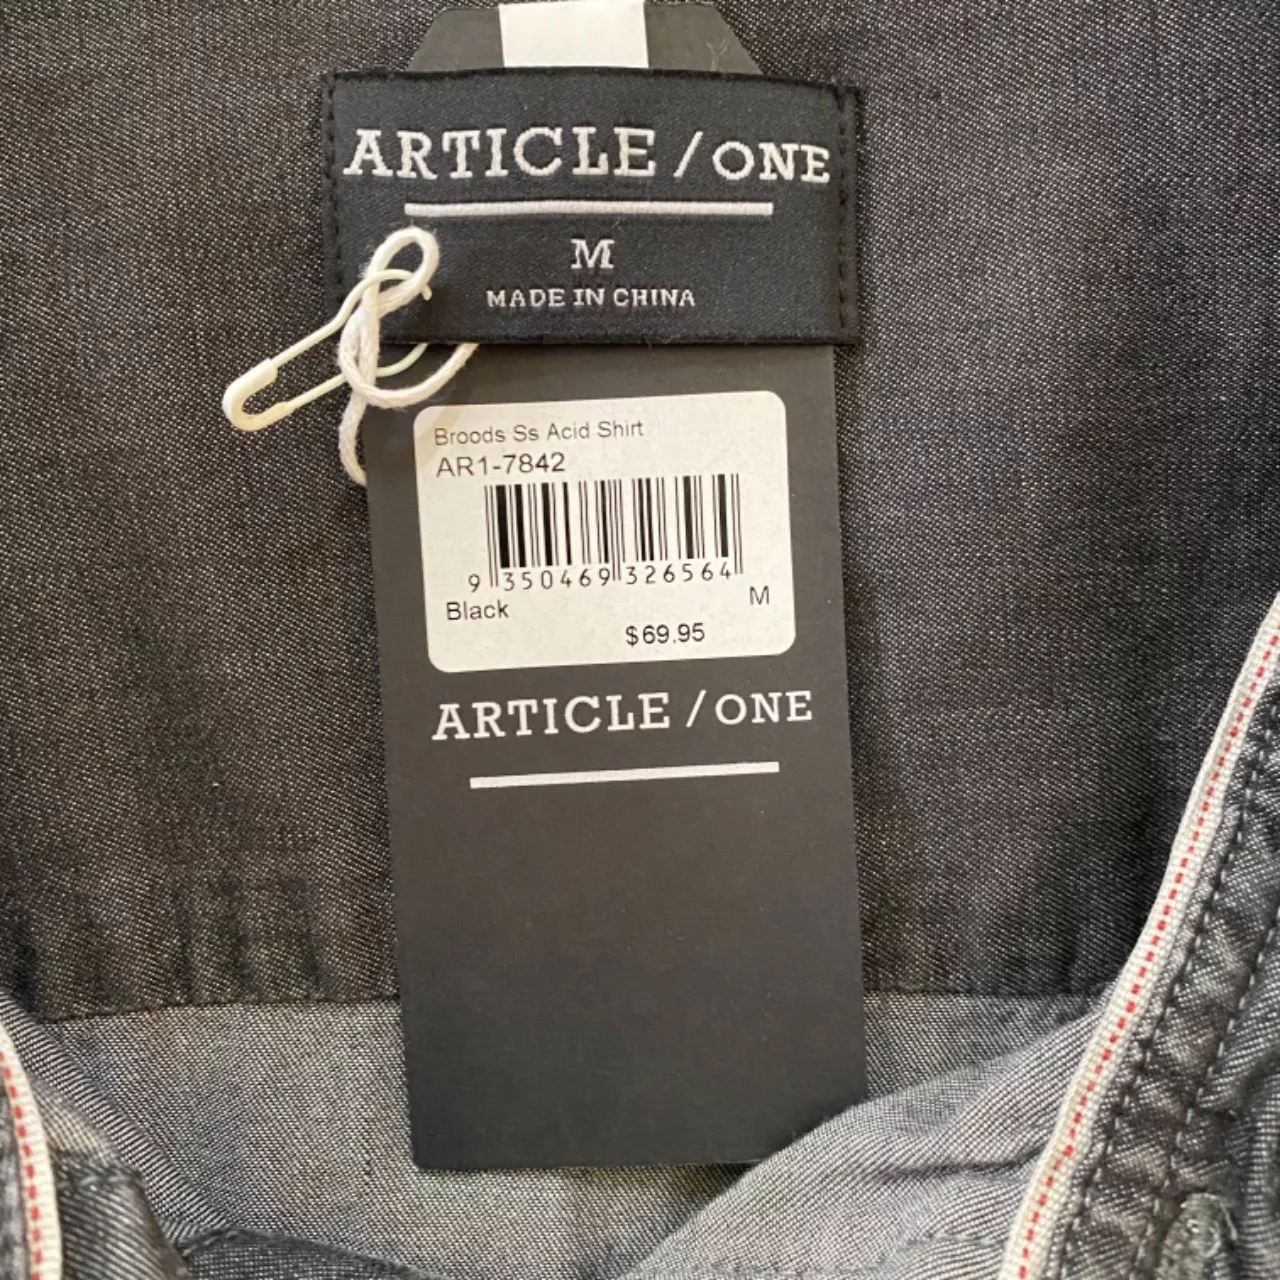 ARTICLE / ONE
M
MADE IN CHINA
Broods Ss Acid Shirt
AR1-7842
9 350469 326564
Black M
$69.95
ARTICLE / ONE